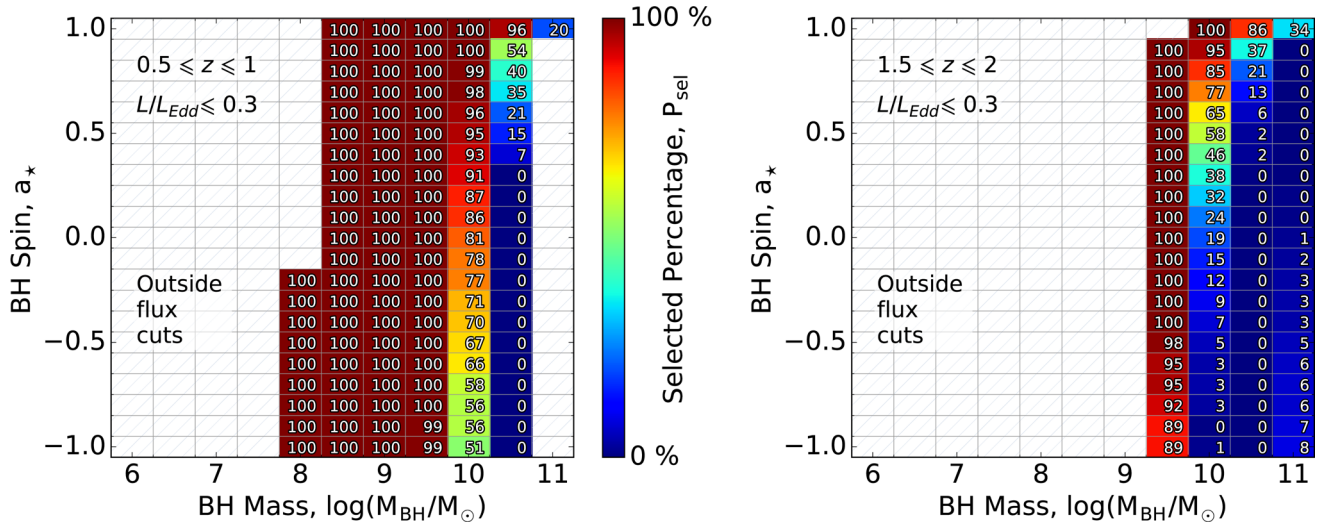 1.0 100 100 100 100 96 20
100 100 100 100 54
0.5 ⩽ z ⩽ 1 100 100 100 99 40
L/L_Edd ⩽ 0.3 100 100 100 98 35
100 100 100 96 21
0.5 100 100 100 95 15
100 100 100 93 7
100 100 100 91 0
100 100 100 87 0
100 100 100 86 0
0.0 100 100 100 81 0
100 100 100 78 0
100 100 100 100 77 0
100 100 100 100 71 0
100 100 100 100 70 0
−0.5 100 100 100 100 67 0
100 100 100 100 66 0
100 100 100 100 58 0
100 100 100 100 56 0
100 100 100 99 56 0
−1.0 100 100 100 99 51 0
Outside
flux
cuts
BH Spin, a⋆
6 7 8 9 10 11
BH Mass, log(M_BH/M_⊙)
100 %
Selected Percentage, P_sel
0 %
1.0 100 86 34
100 95 37 0
1.5 ⩽ z ⩽ 2 100 85 21 0
L/L_Edd ⩽ 0.3 100 77 13 0
100 65 6 0
0.5 100 58 2 0
100 46 2 0
100 38 0 0
100 32 0 0
100 24 0 0
0.0 100 19 0 1
100 15 0 2
100 12 0 3
100 9 0 3
100 7 0 3
−0.5 98 5 0 5
95 3 0 6
95 3 0 6
92 3 0 6
89 0 0 7
−1.0 89 1 0 8
Outside
flux
cuts
BH Spin, a⋆
6 7 8 9 10 11
BH Mass, log(M_BH/M_⊙)